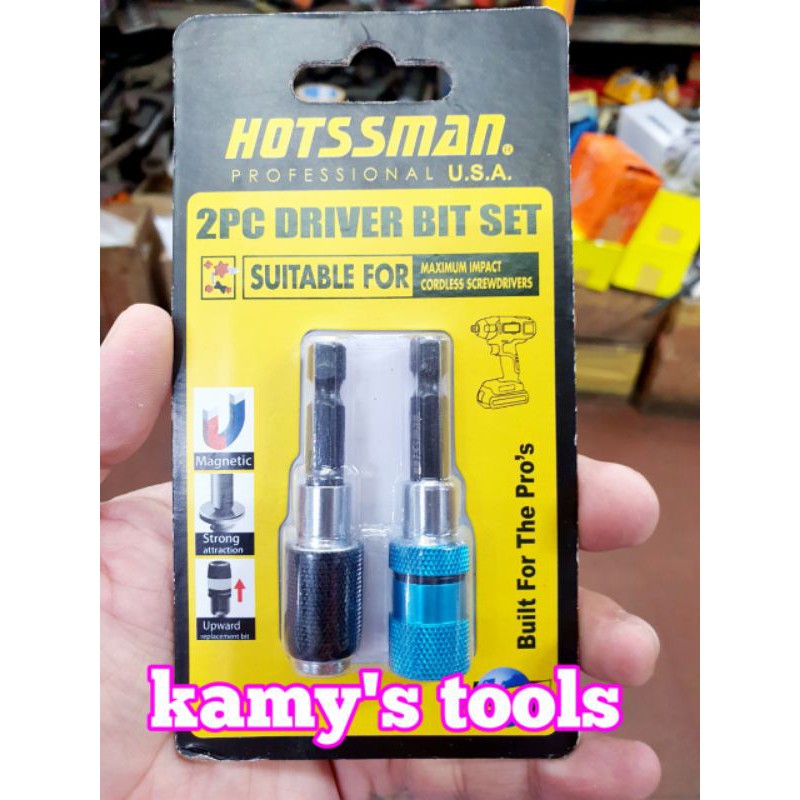 HOTSSMAN®
PROFESSIONAL U.S.A.
2PC DRIVER BIT SET
SUITABLE FOR
MAXIMUM IMPACT
CORDLESS SCREWDRIVERS
Magnetic
Strong
attraction
Upward
replacement bit
Built For The Pro's
kamy's tools